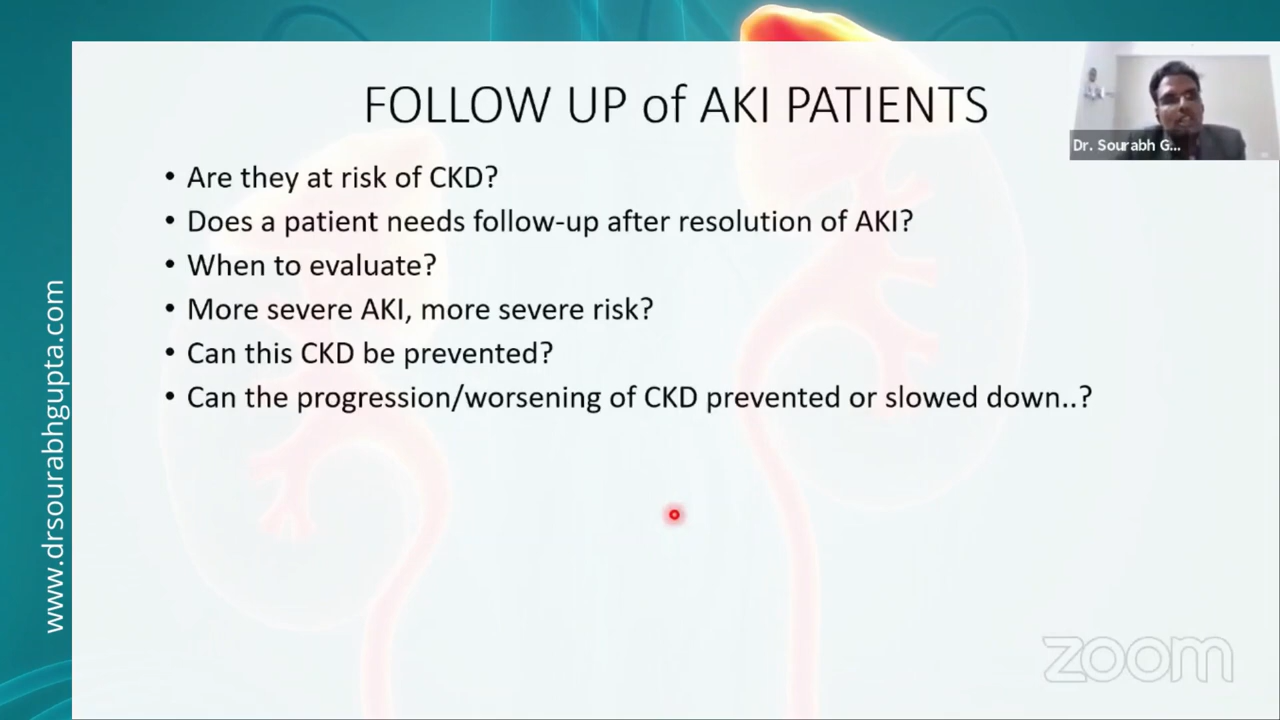 FOLLOW UP of AKI PATIENTS
Dr. Sourabh G...
• Are they at risk of CKD?
• Does a patient needs follow-up after resolution of AKI?
• When to evaluate?
• More severe AKI, more severe risk?
• Can this CKD be prevented?
• Can the progression/worsening of CKD prevented or slowed down..?
www.drsourabhgupta.com
zoom